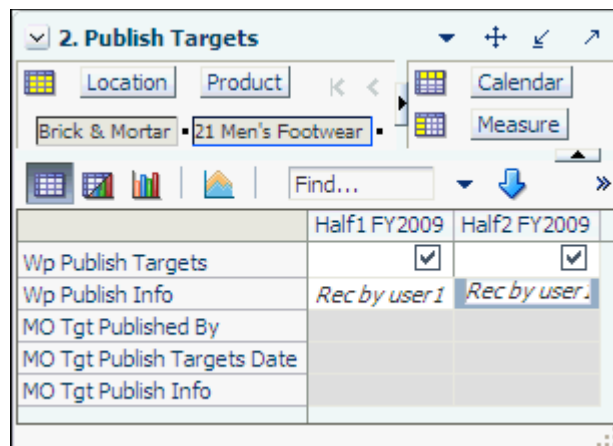 2. Publish Targets
Location Product Calendar
Brick & Mortar 21 Men's Footwear Measure
Find...
Half1 FY2009 Half2 FY2009
Wp Publish Targets
Wp Publish Info Rec by user1 Rec by user1
MO Tgt Published By
MO Tgt Publish Targets Date
MO Tgt Publish Info